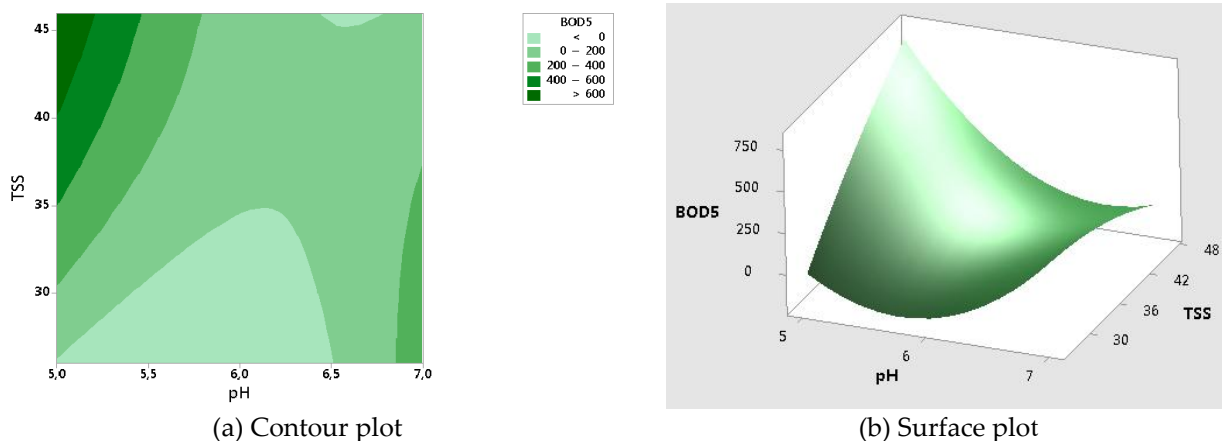 45
40
35
30
TSS
5,0
5,5
6,0
6,5
7,0
pH
BOD5
< 0
0 – 200
200 – 400
400 – 600
> 600
(a) Contour plot
750
500
250
0
BOD5
5
6
7
pH
48
42
36
30
TSS
(b) Surface plot